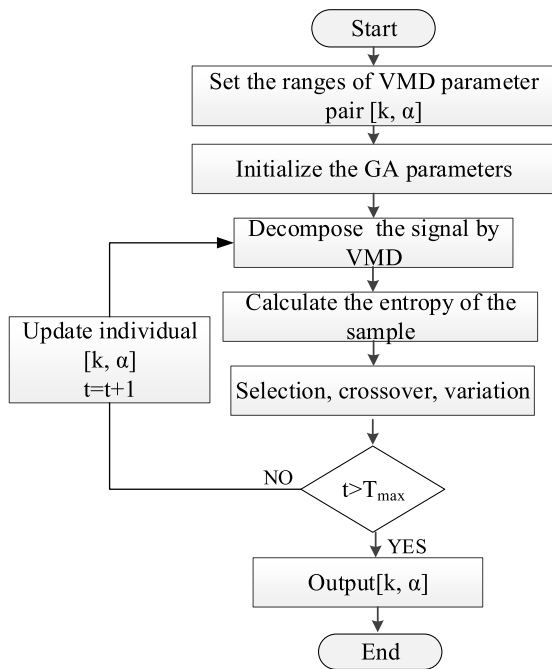 Start
Set the ranges of VMD parameter
pair [k, α]
Initialize the GA parameters
Decompose the signal by
VMD
Calculate the entropy of the
sample
Update individual
[k, α]
t=t+1
Selection, crossover, variation
NO
t>Tmax
YES
Output[k, α]
End